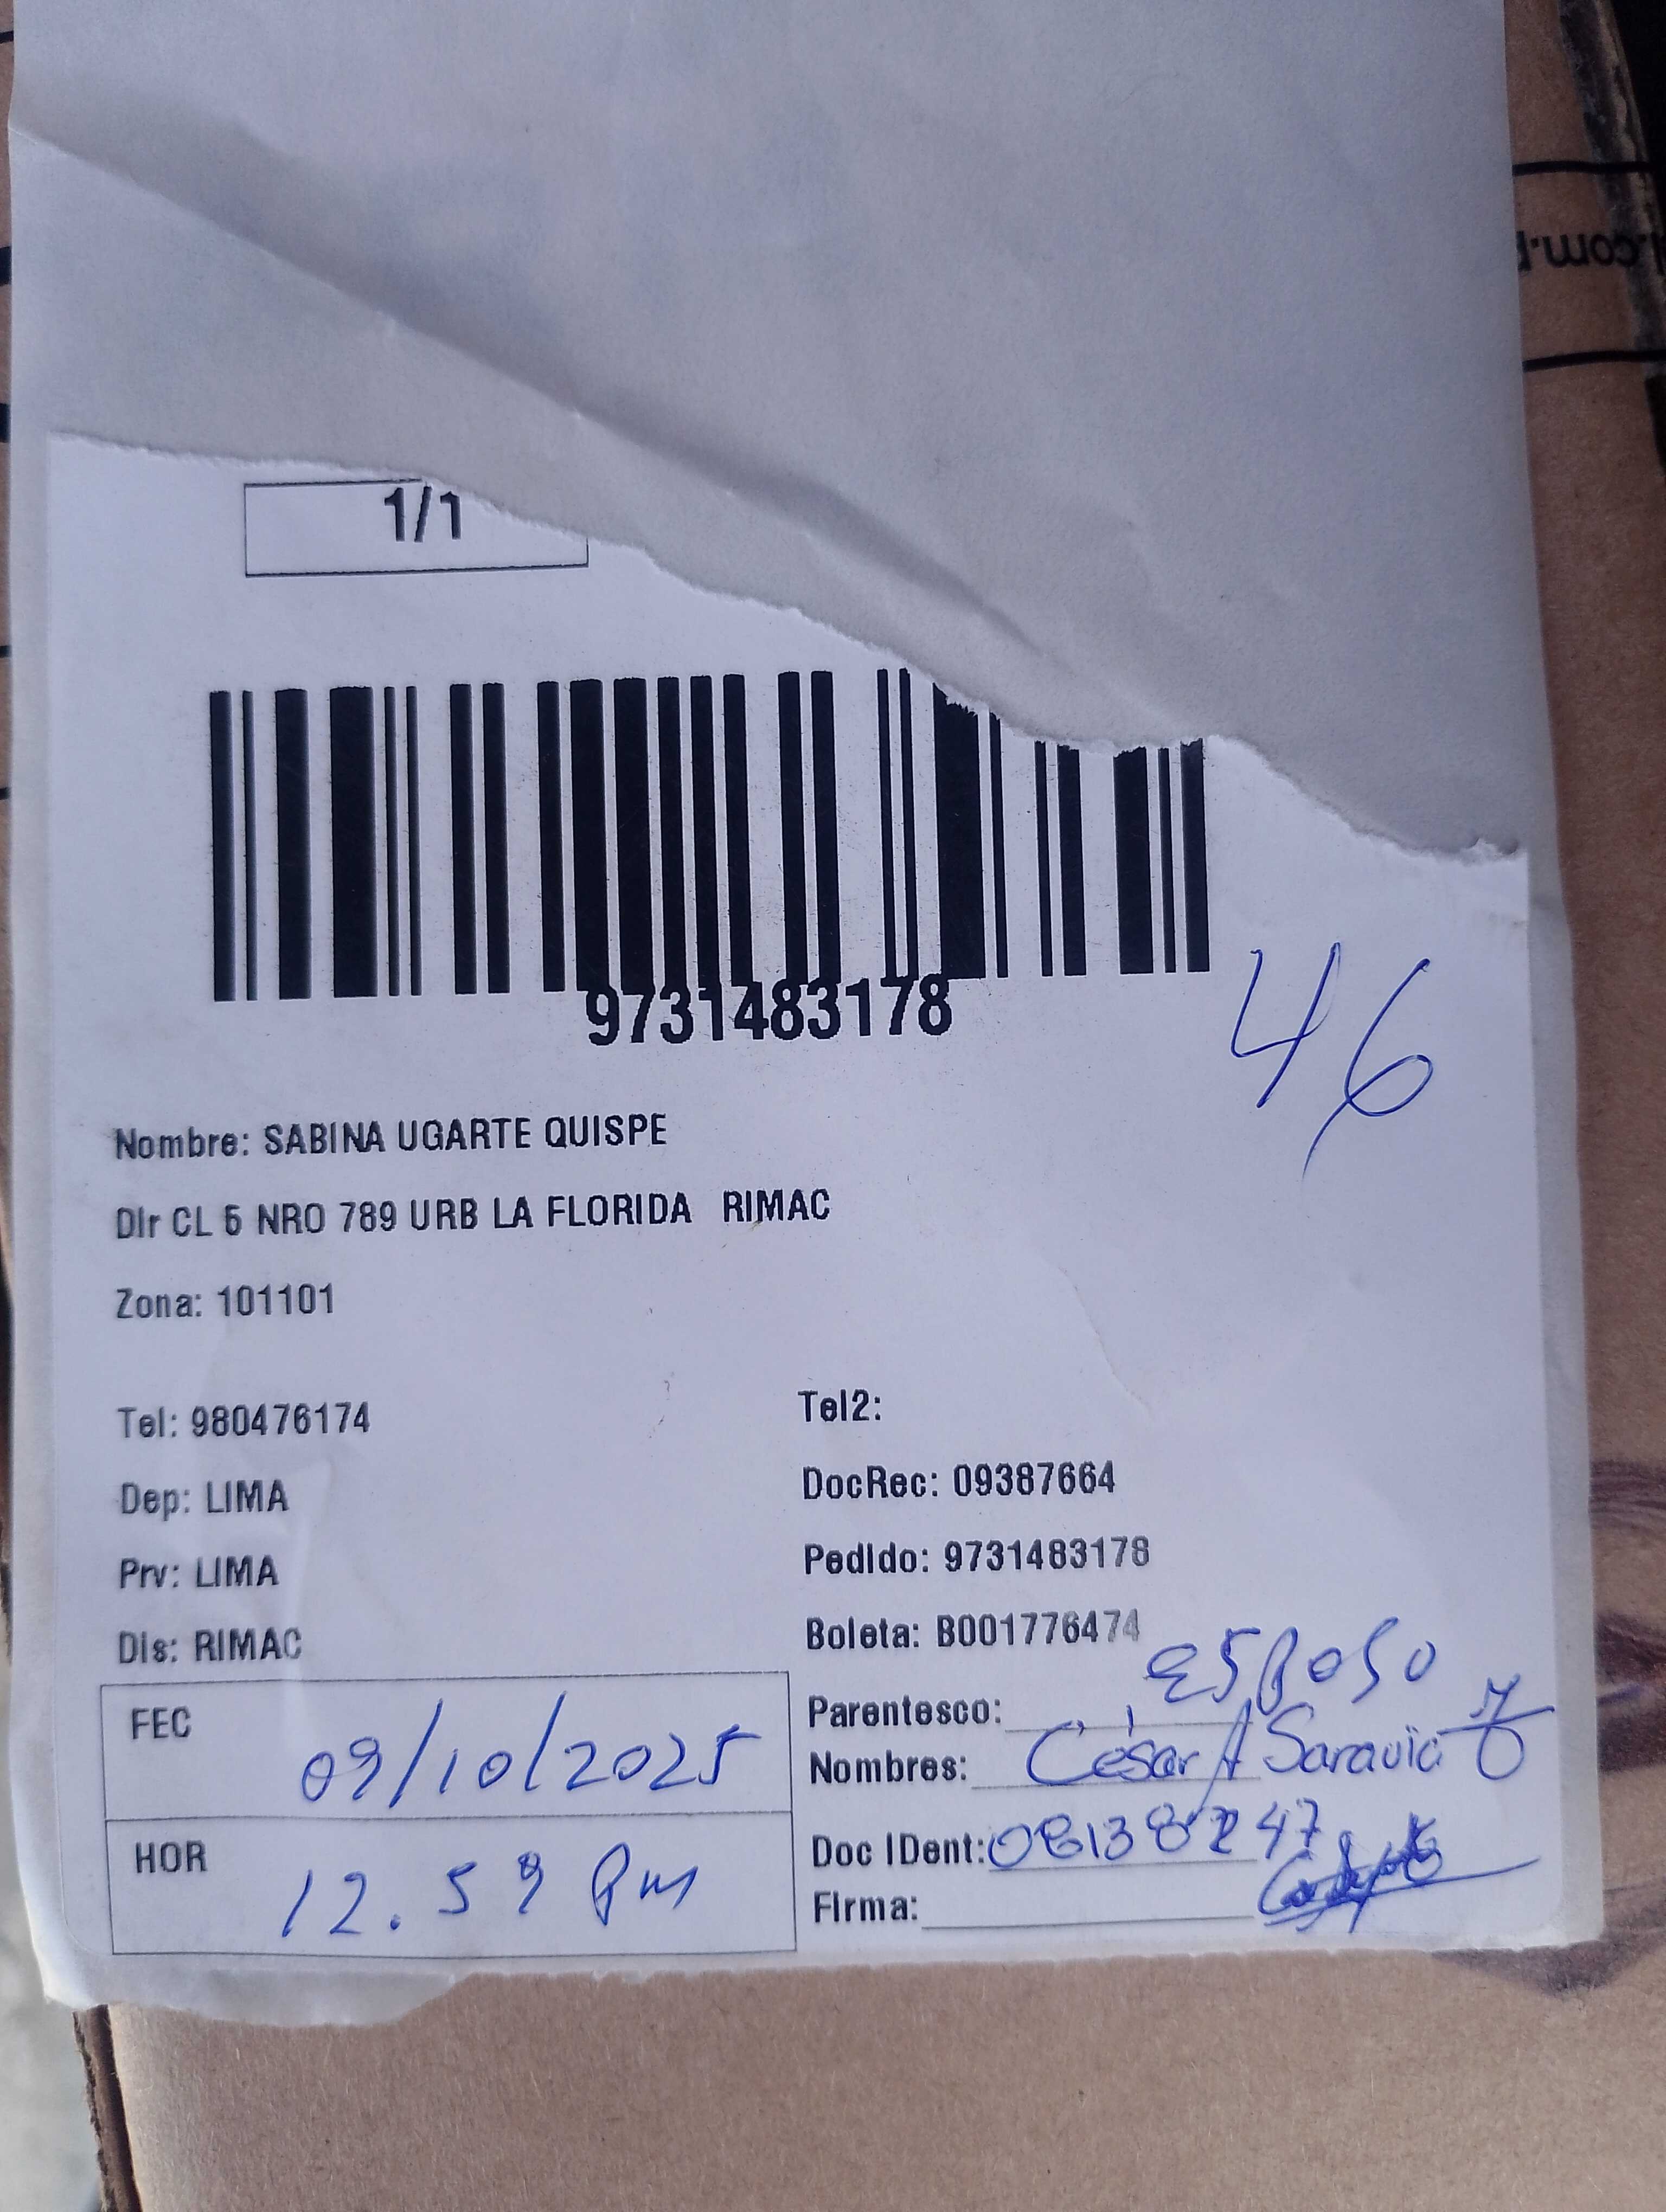 1/1
9731483178
46
Nombre: SABINA UGARTE QUISPE
Dir CL 5 NRO 789 URB LA FLORIDA RIMAC
Zona: 101101
Tel: 980476174
Tel2:
Dep: LIMA
DocRec: 09387664
Prv: LIMA
Pedido: 9731483178
Dis: RIMAC
Boleta: B001776474
FEC 09/10/2025
Parentesco: esposo
Nombres: César A Saravia
HOR 12.59 Pm
Doc IDent: 08138247
Firma: